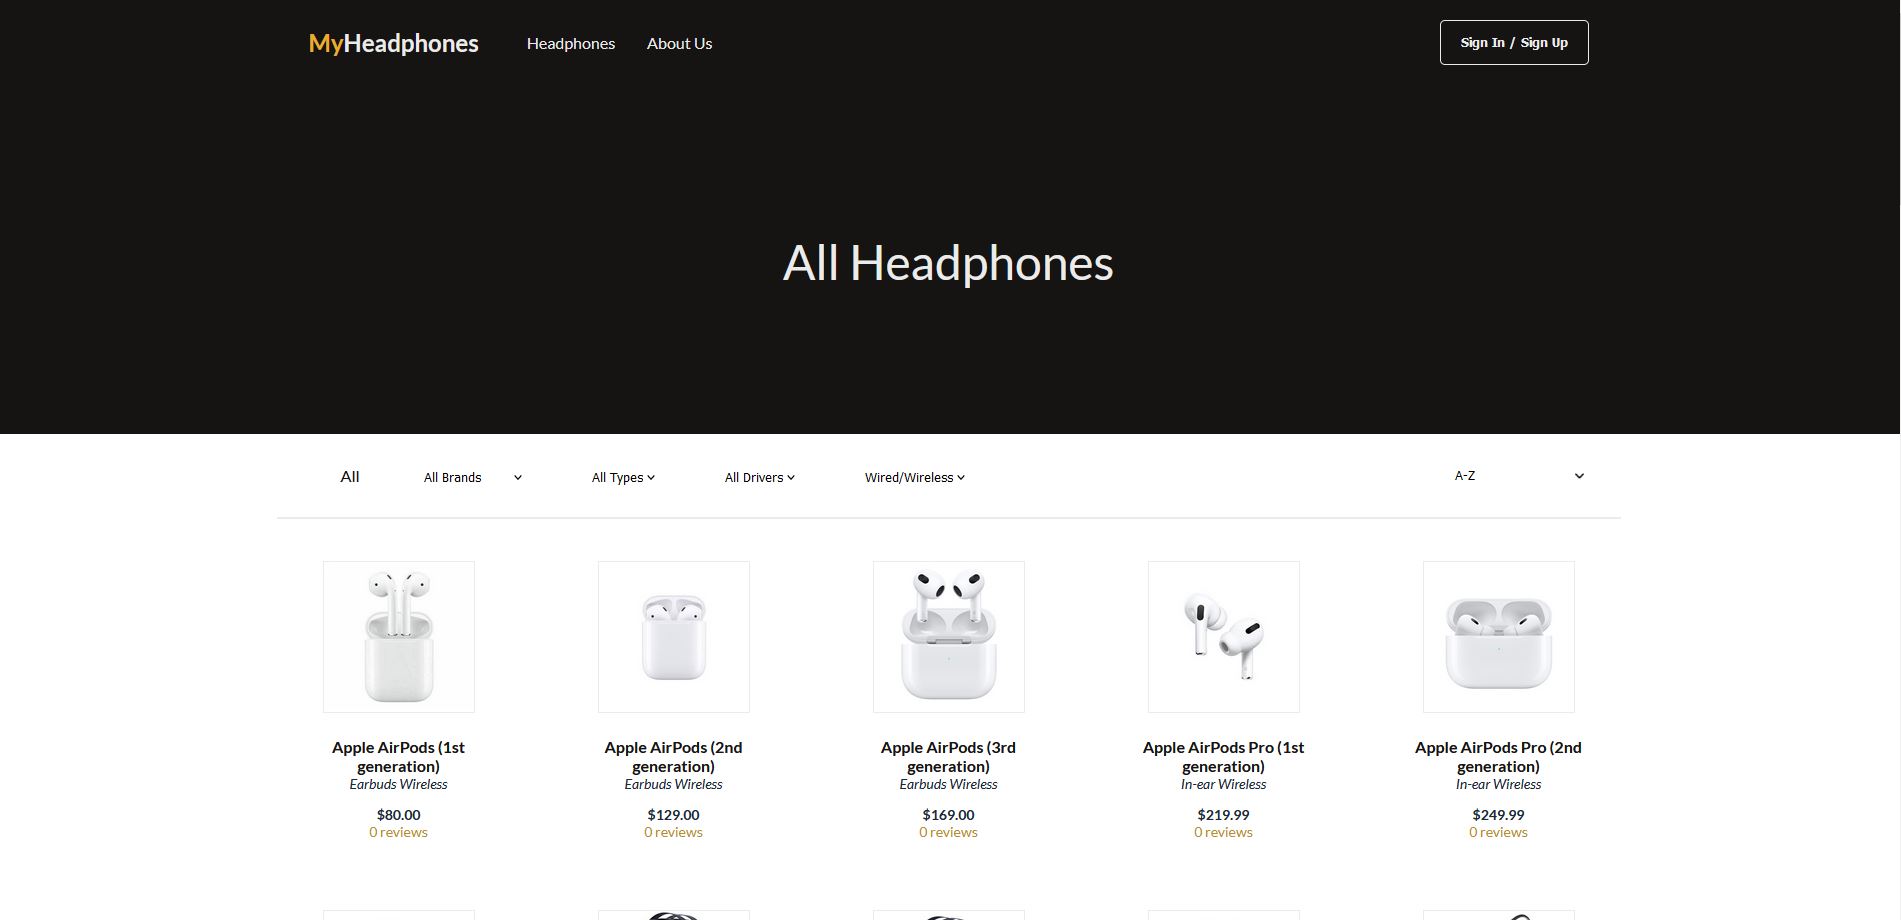 MyHeadphones
Headphones
About Us
Sign In / Sign Up
All Headphones
All
All Brands
All Types
All Drivers
Wired/Wireless
A-Z
Apple AirPods (1st
generation)
Earbuds Wireless
$80.00
0 reviews
Apple AirPods (2nd
generation)
Earbuds Wireless
$129.00
0 reviews
Apple AirPods (3rd
generation)
Earbuds Wireless
$169.00
0 reviews
Apple AirPods Pro (1st
generation)
In-ear Wireless
$219.99
0 reviews
Apple AirPods Pro (2nd
generation)
In-ear Wireless
$249.99
0 reviews